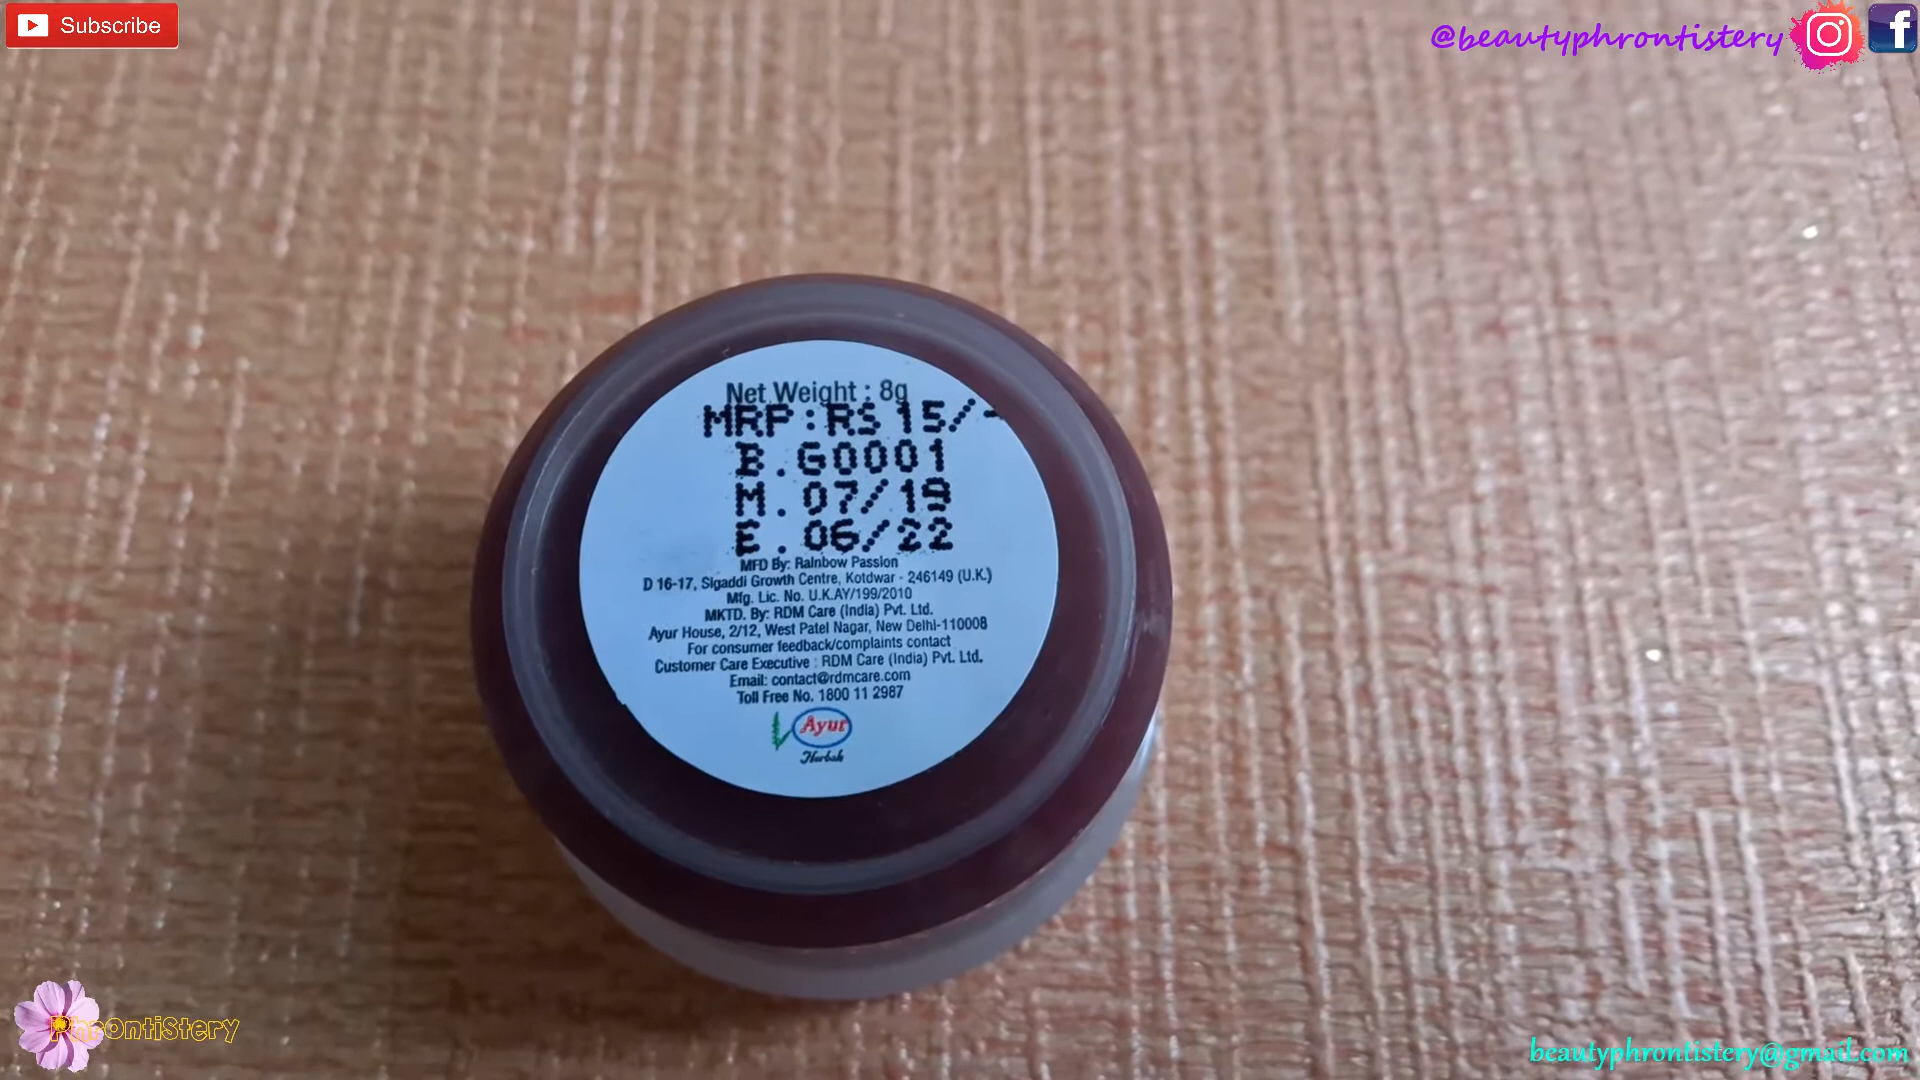 Subscribe
@beautyphrontistery
Net Weight : 8g
MRP:RS 15/-
B.G0001
M.07/19
E.06/22
MFD By: Rainbow Passion
D 16-17, Sigaddi Growth Centre, Kotdwar - 246149 (U.K.)
Mfg. Lic. No. U.K.AY/199/2010
MKTD. By: RDM Care (India) Pvt. Ltd.
Ayur House, 2/12, West Patel Nagar, New Delhi-110008
For consumer feedback/complaints contact
Customer Care Executive : RDM Care (India) Pvt. Ltd.
Email: contact@rdmcare.com
Toll Free No. 1800 11 2987
Ayur
Herbals
PhrOntiStery
beautyphrontistery@gmail.com